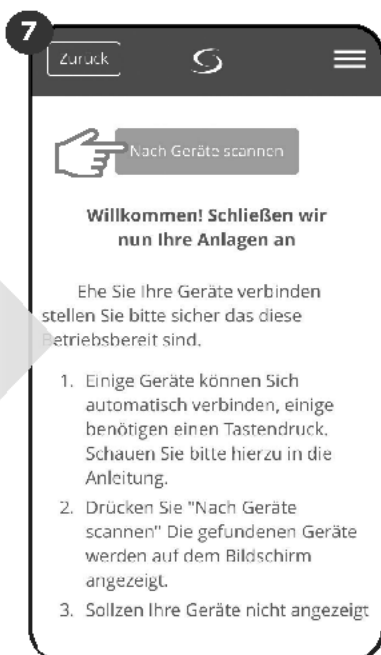 7
Zurück
Nach Geräte scannen
Willkommen! Schließen wir
nun Ihre Anlagen an
Ehe Sie Ihre Geräte verbinden
stellen Sie bitte sicher das diese
Betriebsbereit sind.
1. Einige Geräte können Sich
automatisch verbinden, einige
benötigen einen Tastendruck.
Schauen Sie bitte hierzu in die
Anleitung.
2. Drücken Sie "Nach Geräte
scannen" Die gefundenen Geräte
werden auf dem Bildschirm
angezeigt.
3. Sollzen Ihre Geräte nicht angezeigt